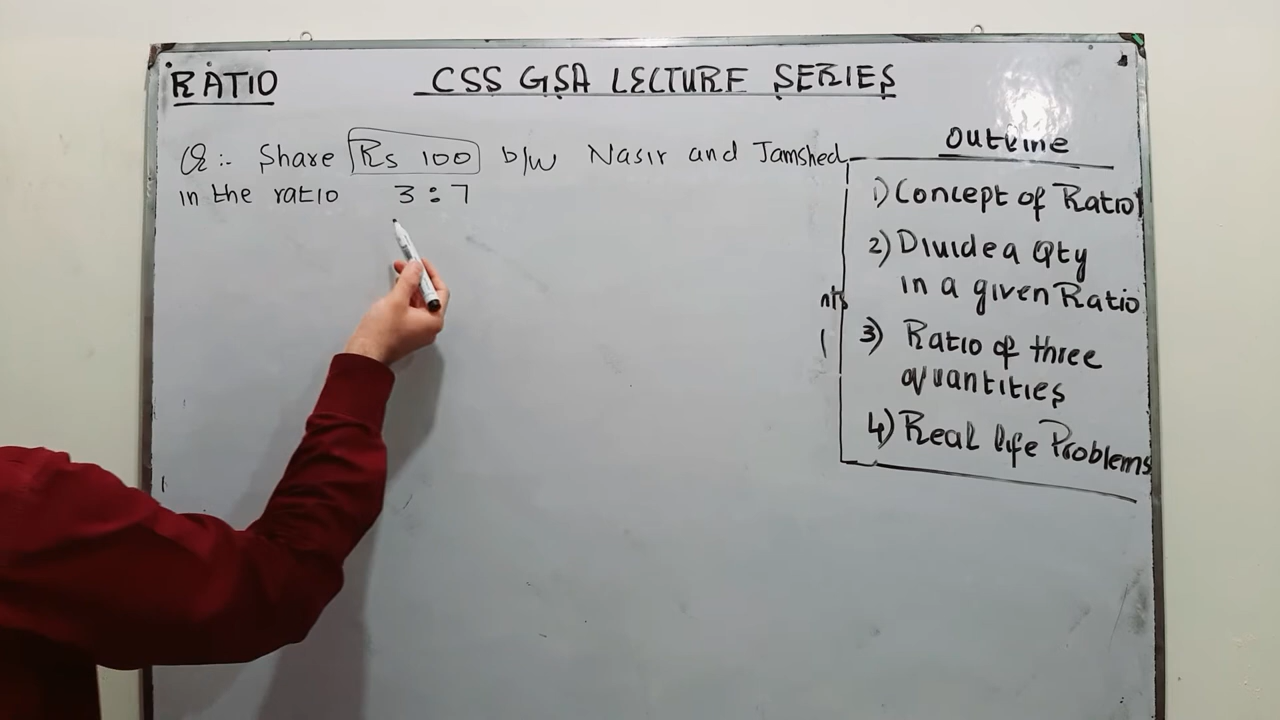 RATIO
CSS GSA LECTURE SERIES
Q:- Share Rs 100 b/w Nasir and Jamshed
in the ratio 3:7
outline
1) Concept of Ratio
2) Divide a Qty
in a given Ratio
3) Ratio of three
quantities
4) Real life Problems